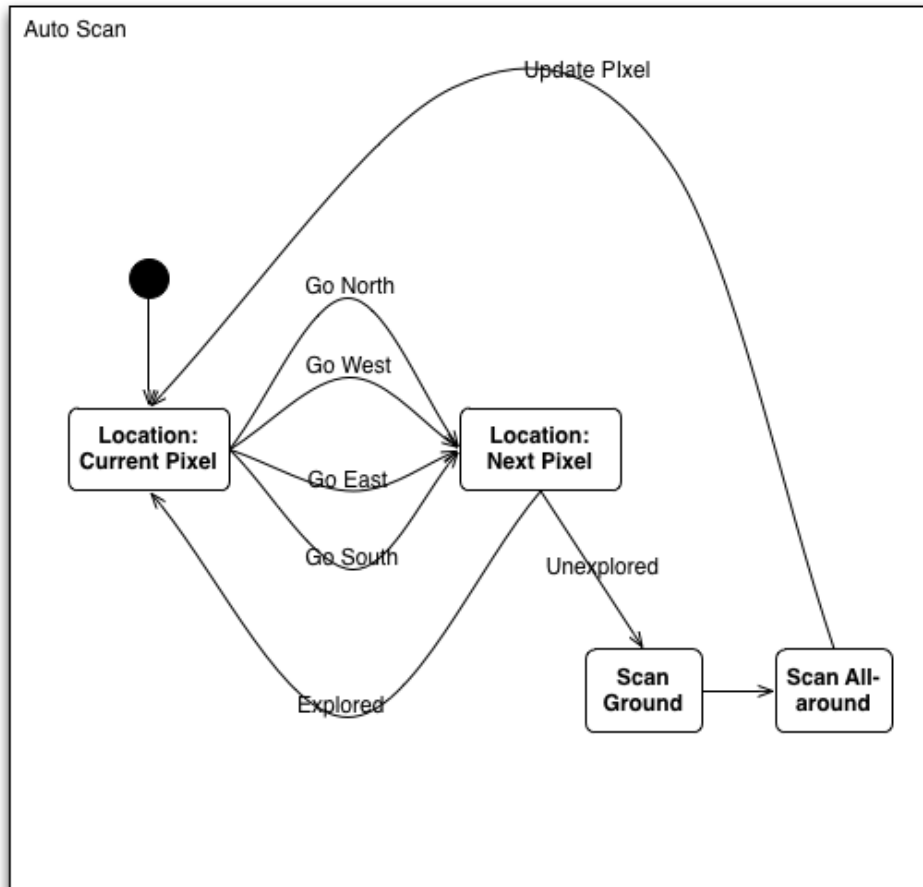 Auto Scan
Update PIxel
Go North
Go West
Location:
Current Pixel
Location:
Next Pixel
Go East
Go South
Unexplored
Explored
Scan
Ground
Scan All-
around